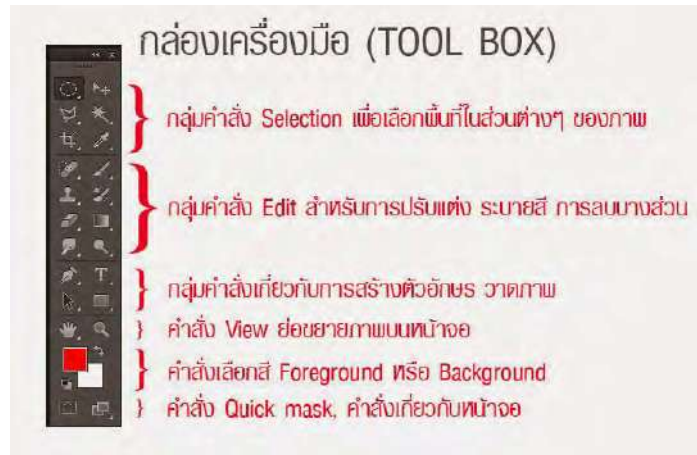 กล่องเครื่องมือ (TOOL BOX)
กลุ่มคำสั่ง Selection เพื่อเลือกพื้นที่ในส่วนต่างๆ ของภาพ
กลุ่มคำสั่ง Edit สำหรับการปรับแต่ง ระบายสี การลบบางส่วน
กลุ่มคำสั่งเกี่ยวกับการสร้างตัวอักษร วาดภาพ
คำสั่ง View ย่อขยายภาพบนหน้าจอ
คำสั่งเลือกสี Foreground หรือ Background
คำสั่ง Quick mask, คำสั่งเกี่ยวกับหน้าจอ